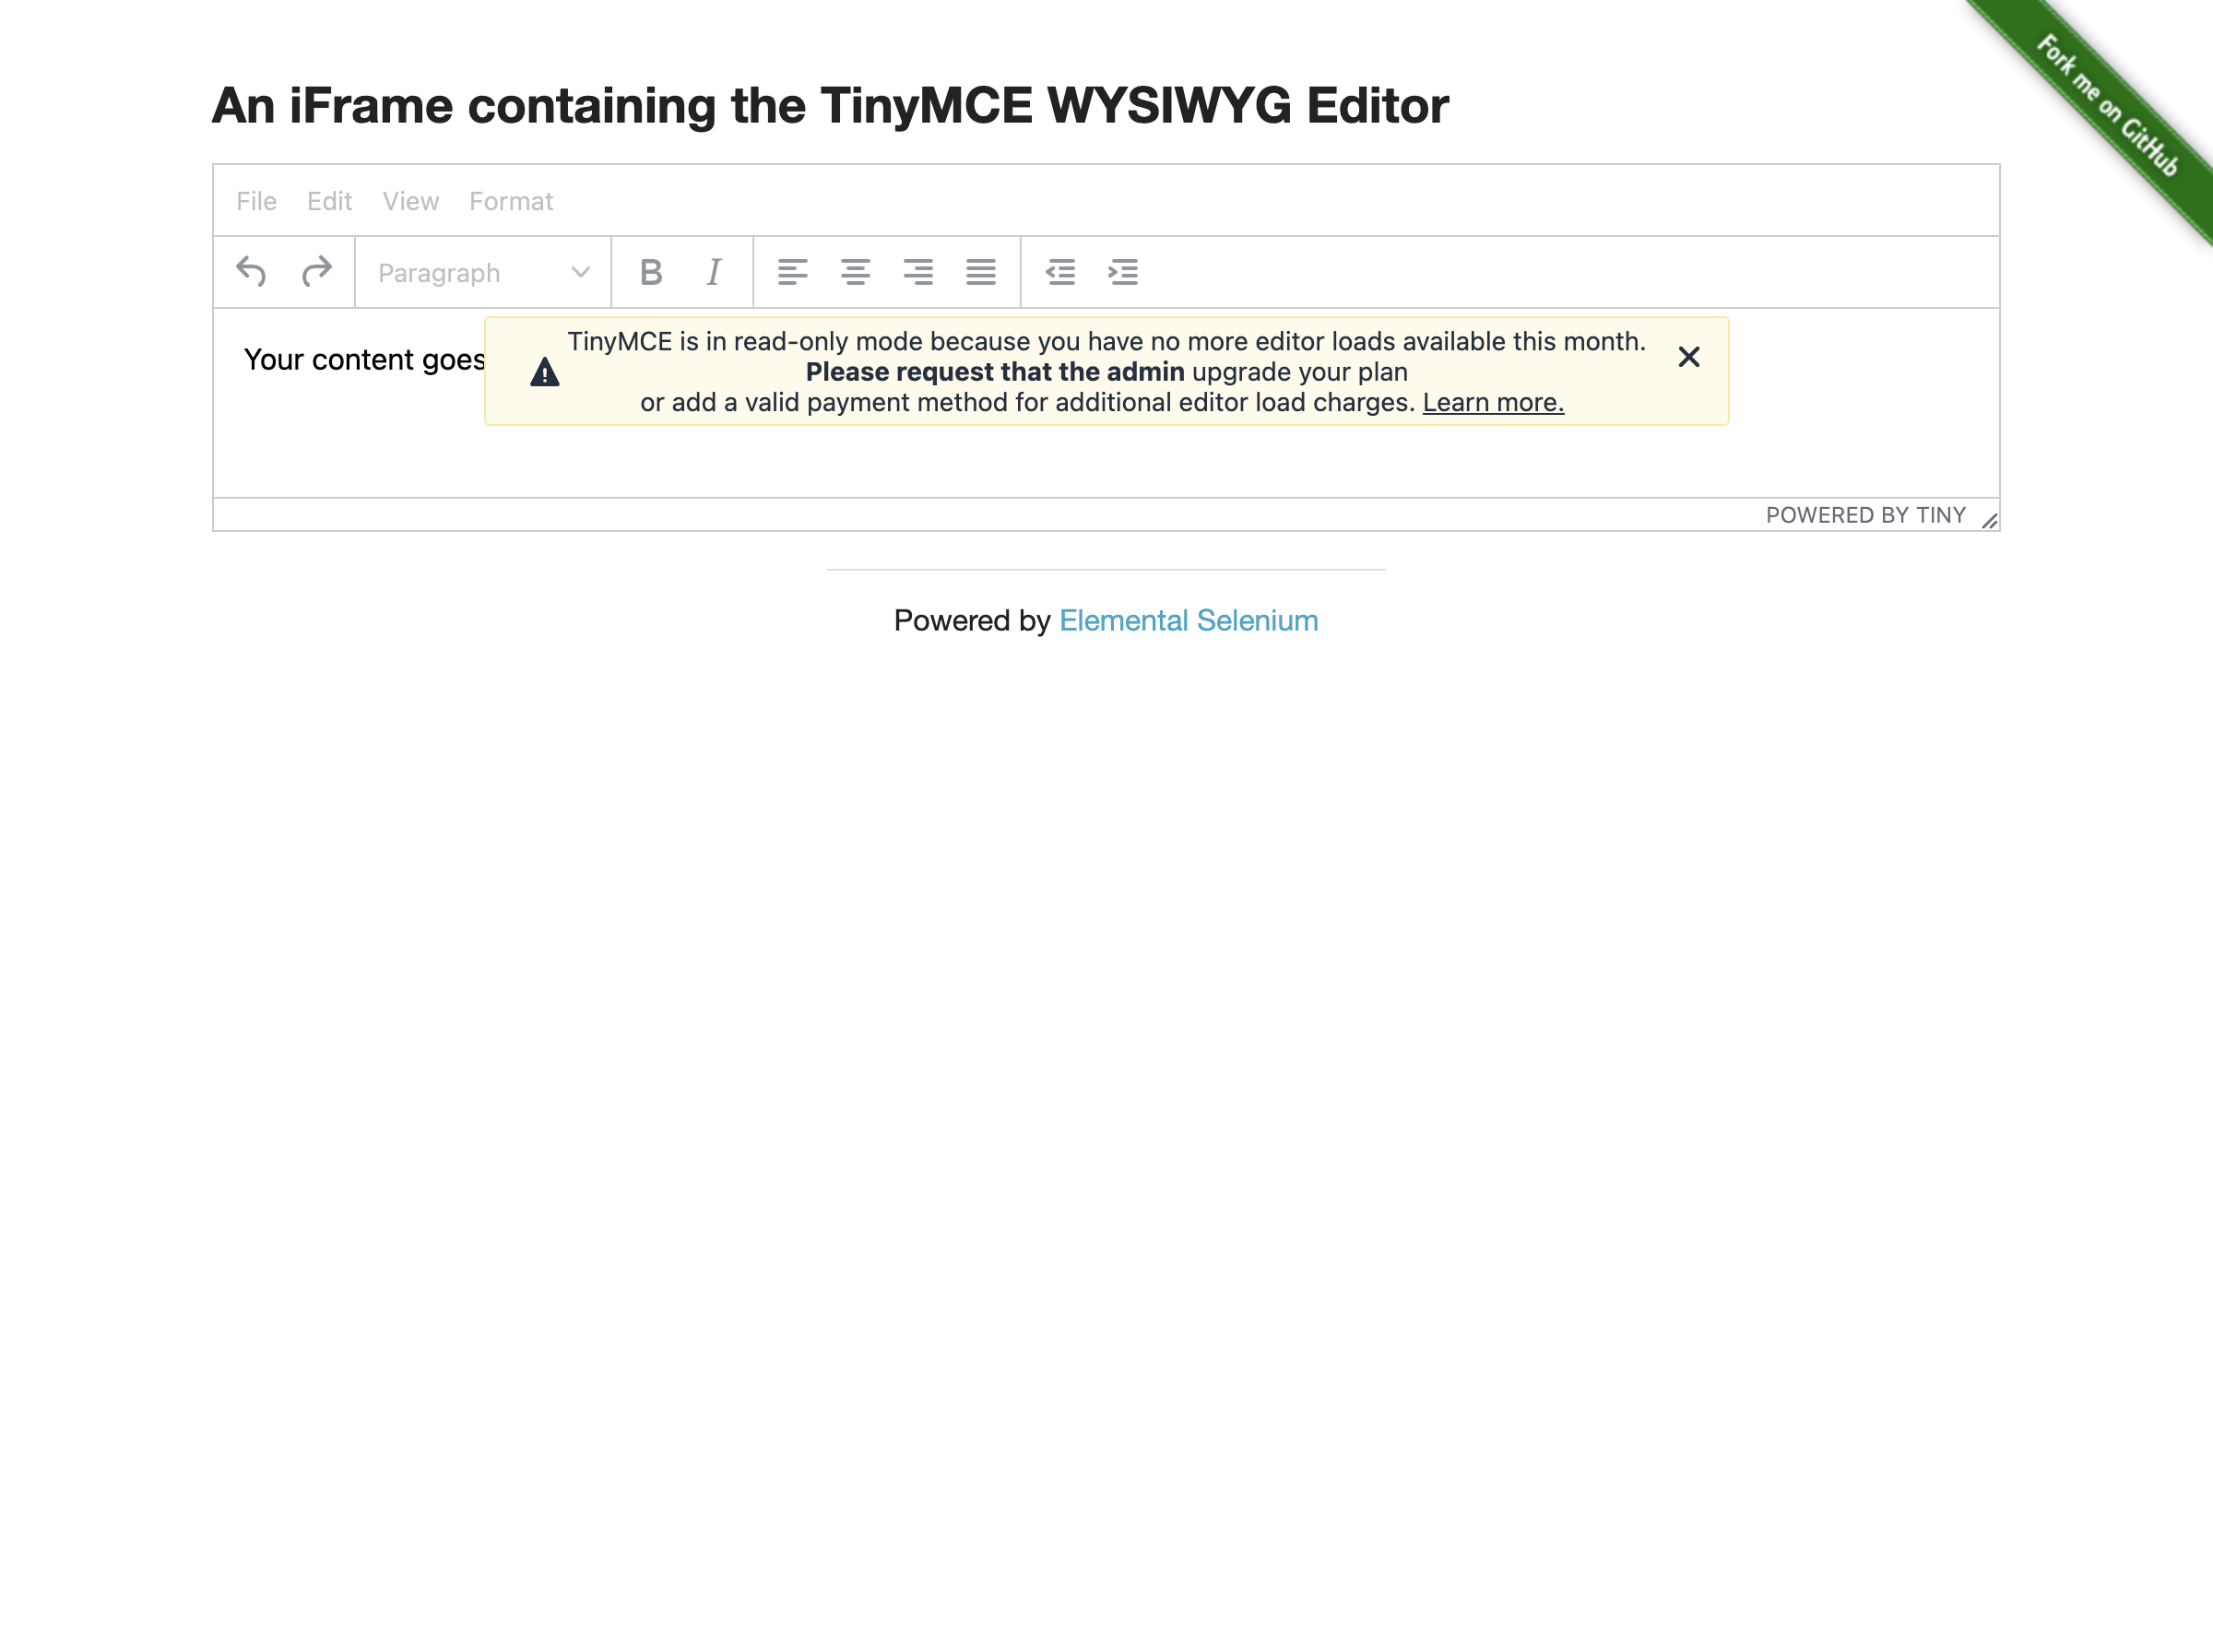 Fork me on GitHub
An iFrame containing the TinyMCE WYSIWYG Editor
File Edit View Format
Paragraph B I
Your content goes
TinyMCE is in read-only mode because you have no more editor loads available this month.
Please request that the admin upgrade your plan
or add a valid payment method for additional editor load charges. Learn more.
POWERED BY TINY
Powered by Elemental Selenium